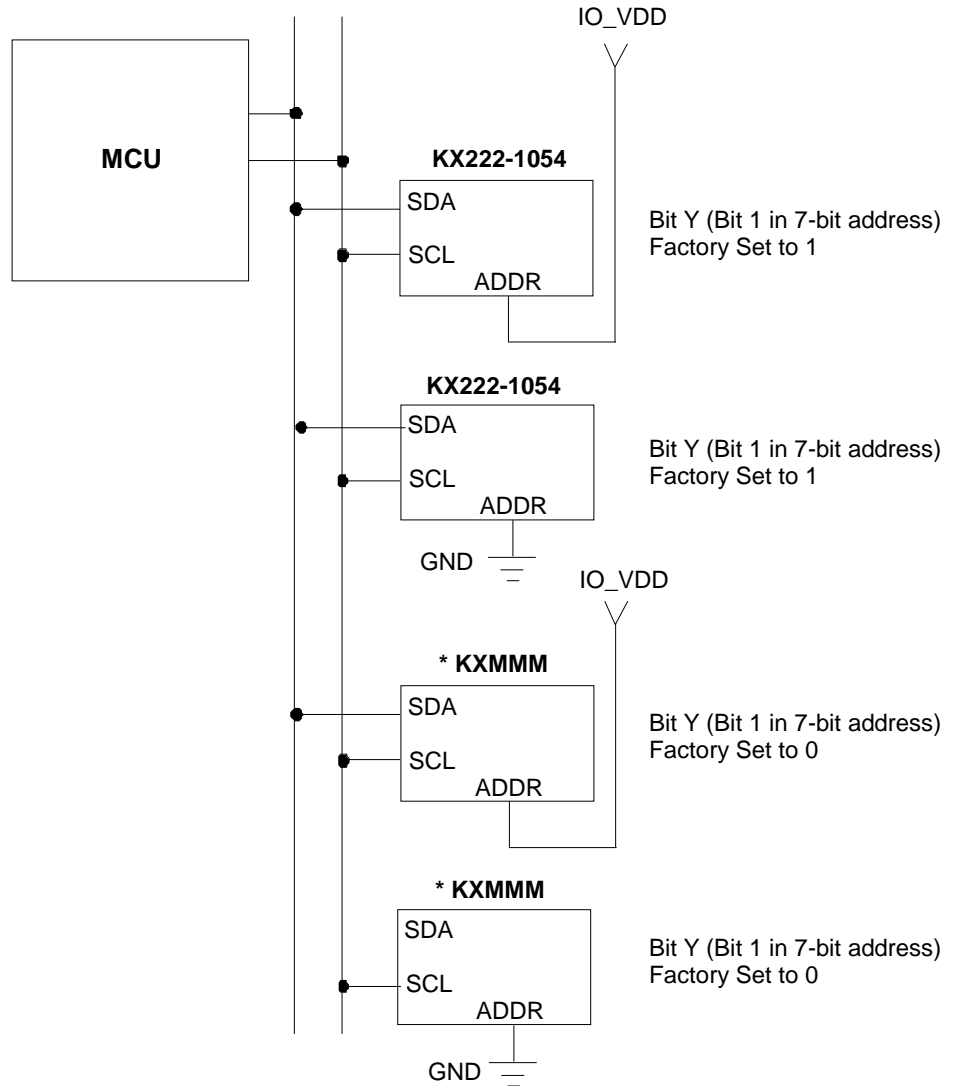 IO_VDD
MCU
KX222-1054
SDA
SCL
ADDR
Bit Y (Bit 1 in 7-bit address)
Factory Set to 1
KX222-1054
SDA
SCL
ADDR
GND
Bit Y (Bit 1 in 7-bit address)
Factory Set to 1
IO_VDD
* KXMMM
SDA
SCL
ADDR
Bit Y (Bit 1 in 7-bit address)
Factory Set to 0
* KXMMM
SDA
SCL
ADDR
GND
Bit Y (Bit 1 in 7-bit address)
Factory Set to 0